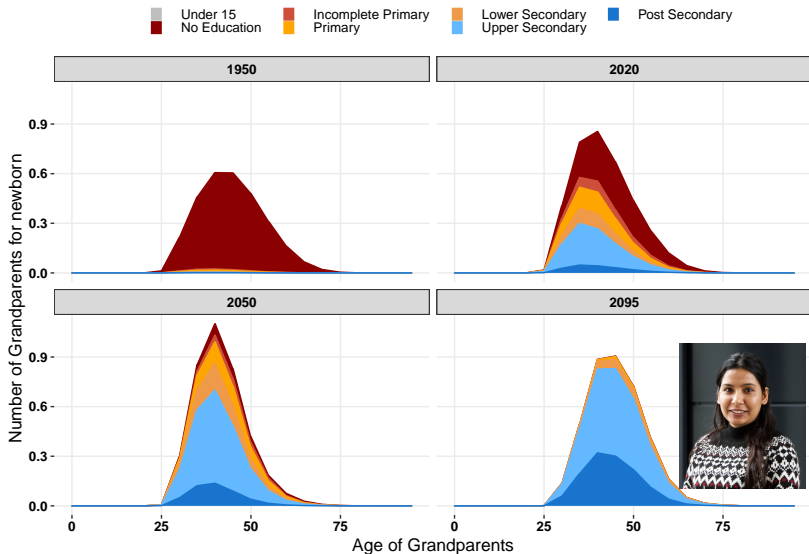 Under 15 Incomplete Primary Lower Secondary Post Secondary
No Education Primary Upper Secondary
1950 2020
0.9
0.6
0.3
0.0
2050 2095
0.9
0.6
0.3
0.0
0 25 50 75 0 25 50 75
Number of Grandparents for newborn
Age of Grandparents